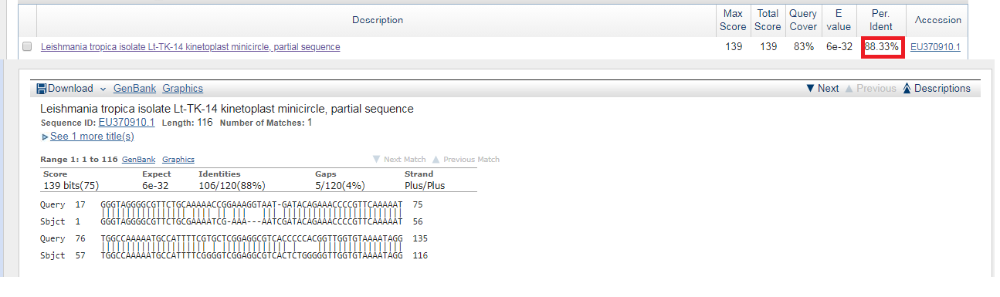 Description Max Score Total Score Query Cover E value Per. Ident Accession
Leishmania tropica isolate Lt-TK-14 kinetoplast minicircle, partial sequence 139 139 83% 6e-32 88.33% EU370910.1
Download GenBank Graphics Next Previous Descriptions
Leishmania tropica isolate Lt-TK-14 kinetoplast minicircle, partial sequence
Sequence ID: EU370910.1 Length: 116 Number of Matches: 1
See 1 more title(s)
Range 1: 1 to 116 GenBank Graphics Next Match Previous Match
Score Expect Identities Gaps Strand
139 bits(75) 6e-32 106/120(88%) 5/120(4%) Plus/Plus
Query 17 GGGTAGGGGCGTTCTGCAAAAACCGGAAAGGTAAT-GATACAGAAACCCCGTTCAAAAAT 75
Sbjct 1 GGGTAGGGGCGTTCTGCGAAAATCG-AAA---AATCGATACAGAAACCCCGTTCAAAAAT 56
Query 76 TGGCCAAAAATGCCATTTTCGTGCTCGGAGGCGTCACCCCCACGGTTGGTGTAAAATAGG 135
Sbjct 57 TGGCCAAAAATGCCATTTTCGGGGTCGGAGGCGTCACTCTGGGGGTTGGTGTAAAATAGG 116